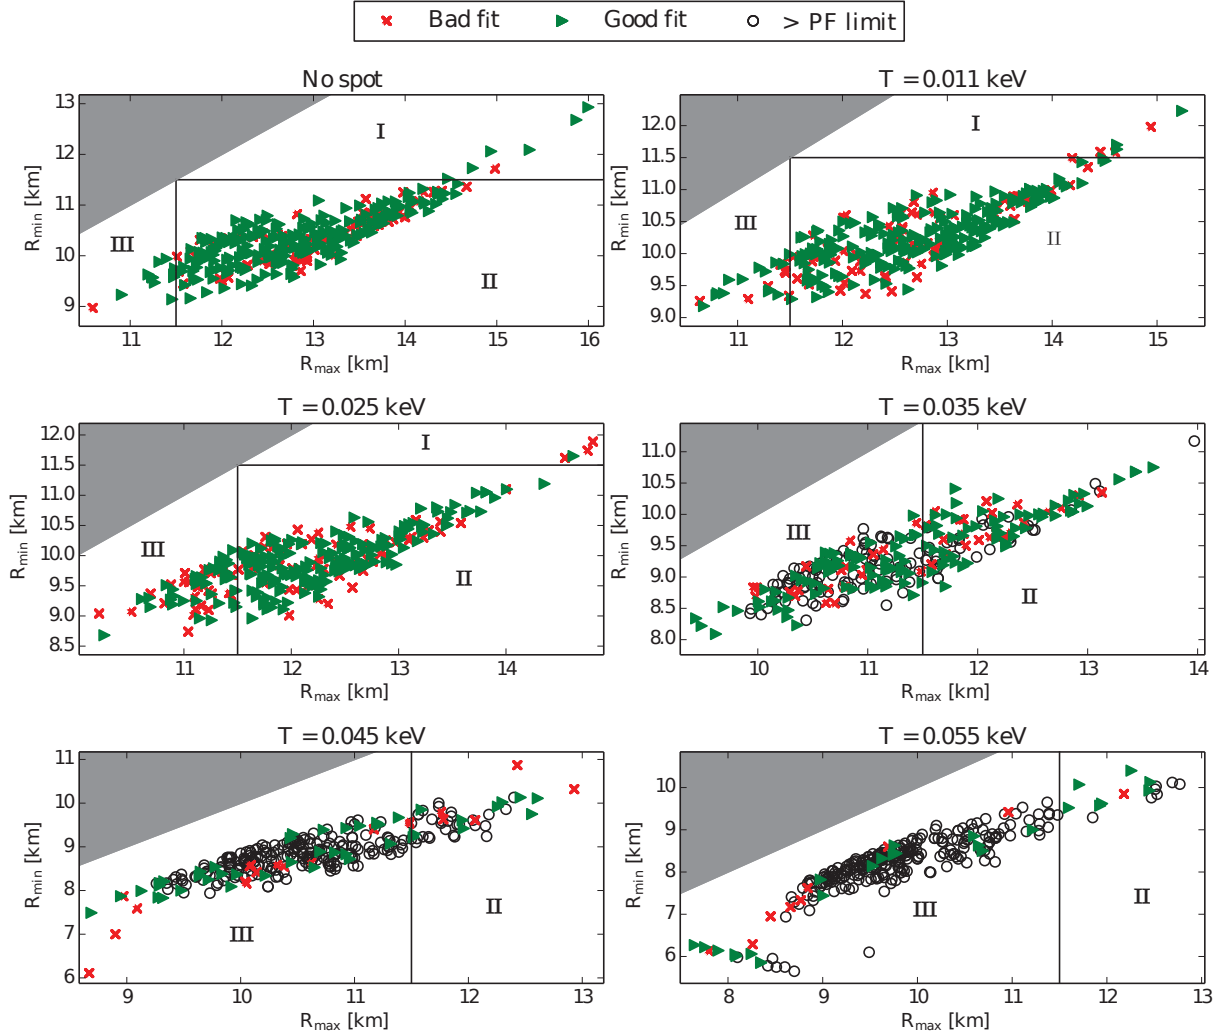 Bad fit Good fit > PF limit
No spot
T = 0.011 keV
13
12
11
10
9
R_min [km]
I
III
II
11 12 13 14 15 16
R_max [km]
12.0
11.5
11.0
10.5
10.0
9.5
9.0
R_min [km]
I
III
II
11 12 13 14 15
R_max [km]
T = 0.025 keV
T = 0.035 keV
12.0
11.5
11.0
10.5
10.0
9.5
9.0
8.5
R_min [km]
I
III
II
11 12 13 14
R_max [km]
11.0
10.5
10.0
9.5
9.0
8.5
8.0
R_min [km]
III
II
10 11 12 13 14
R_max [km]
T = 0.045 keV
T = 0.055 keV
11
10
9
8
7
6
R_min [km]
III
II
9 10 11 12 13
R_max [km]
10
9
8
7
6
R_min [km]
III
II
8 9 10 11 12 13
R_max [km]